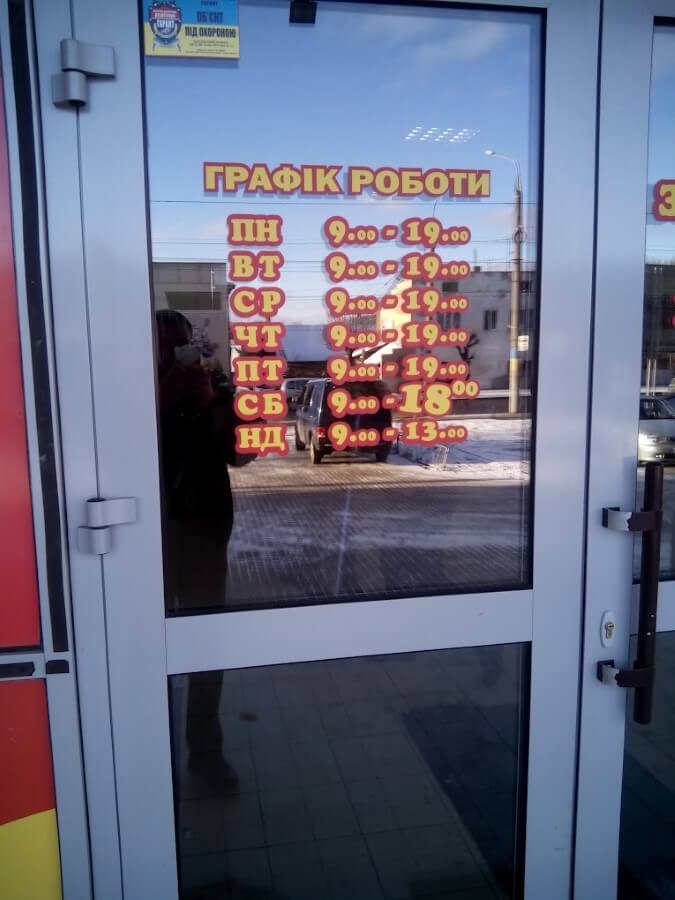 ГАРАНТ
ОБ'ЄКТ
ПІД ОХОРОНОЮ
ГРАФІК РОБОТИ
ПН 9.00 - 19.00
ВТ 9.00 - 19.00
СР 9.00 - 19.00
ЧТ 9.00 - 19.00
ПТ 9.00 - 19.00
СБ 9.00 - 18 00
НД 9.00 - 13.00
З